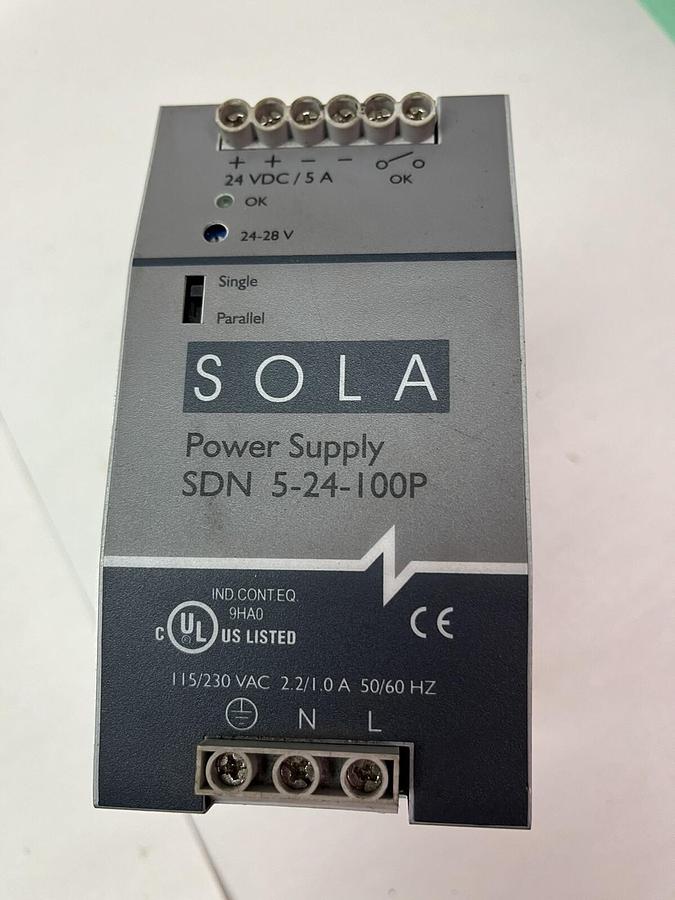 + + − −
24 VDC / 5 A
OK
OK
24-28 V
Single
Parallel
SOLA
Power Supply
SDN 5-24-100P
IND.CONT.EQ.
9HA0
C UL US LISTED
CE
115/230 VAC 2.2/1.0 A 50/60 HZ
N L